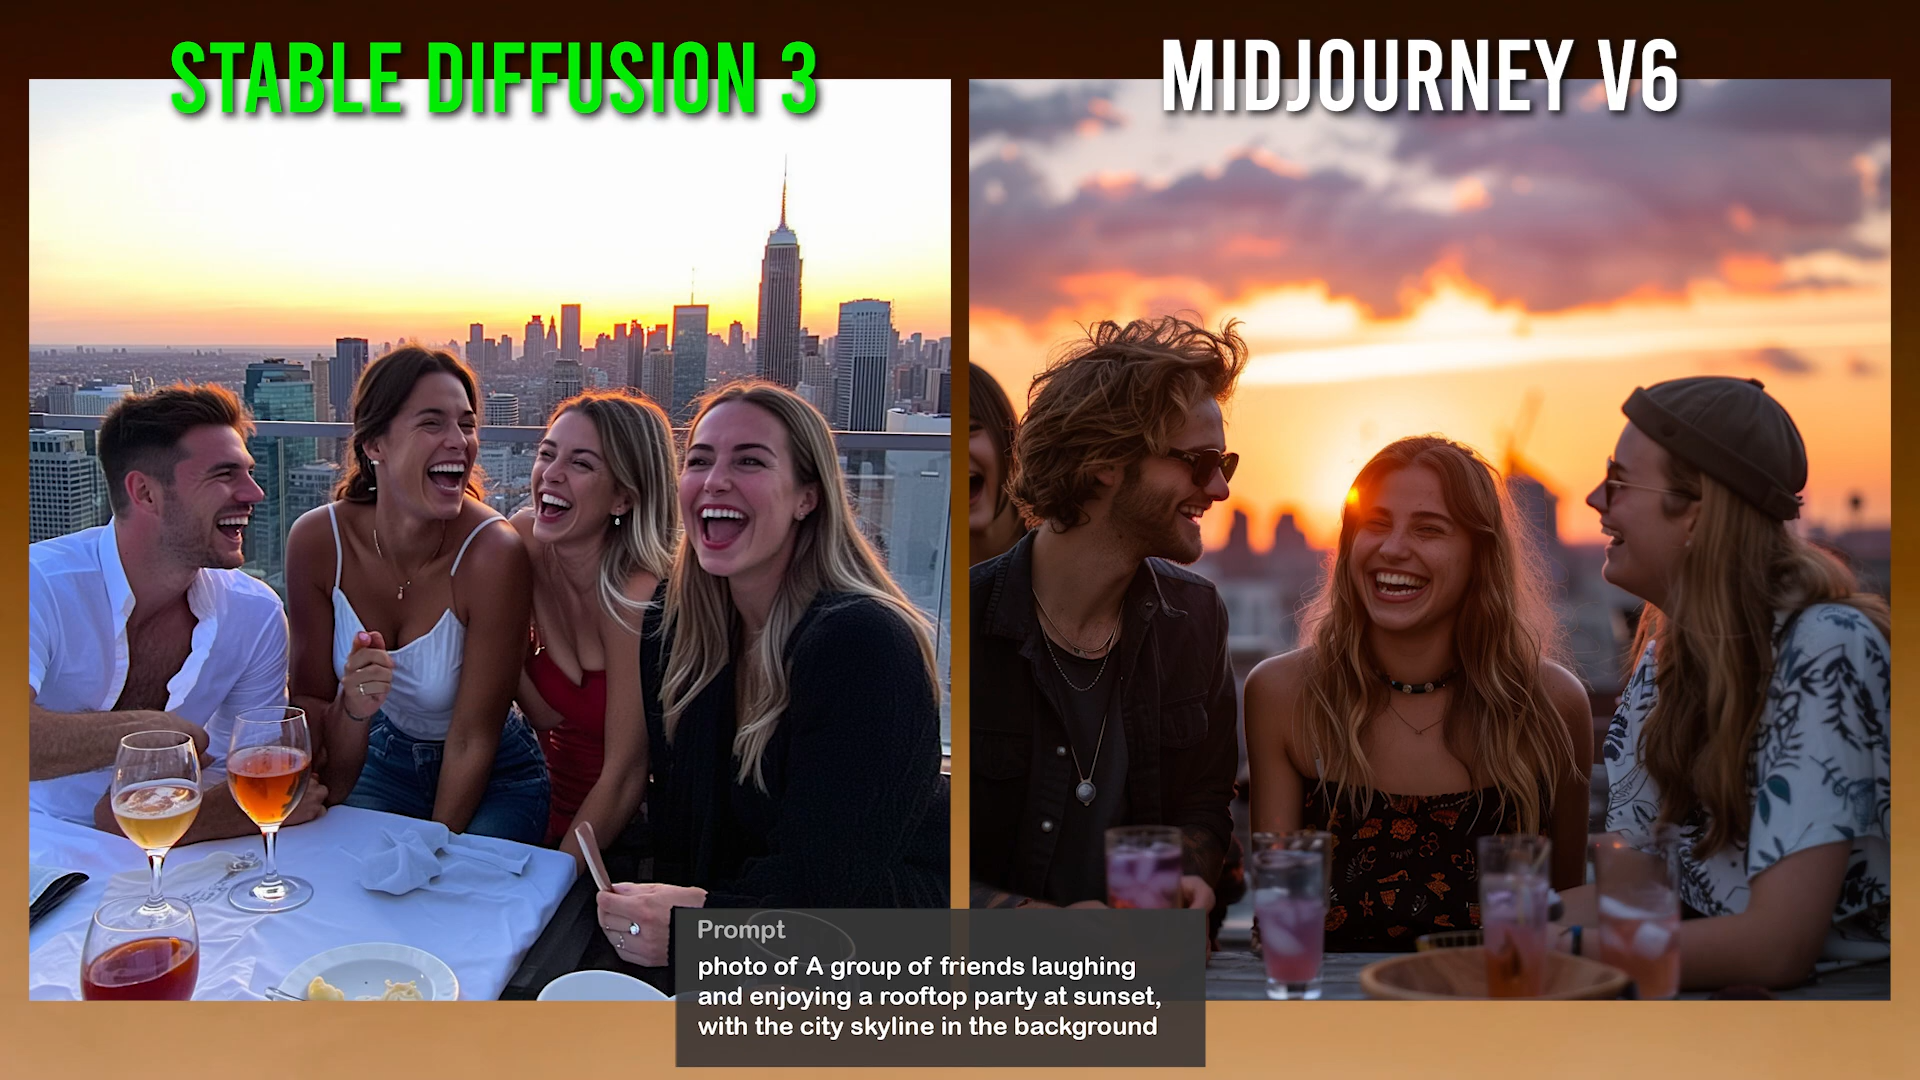 STABLE DIFFUSION 3
MIDJOURNEY V6
Prompt
photo of A group of friends laughing
and enjoying a rooftop party at sunset,
with the city skyline in the background